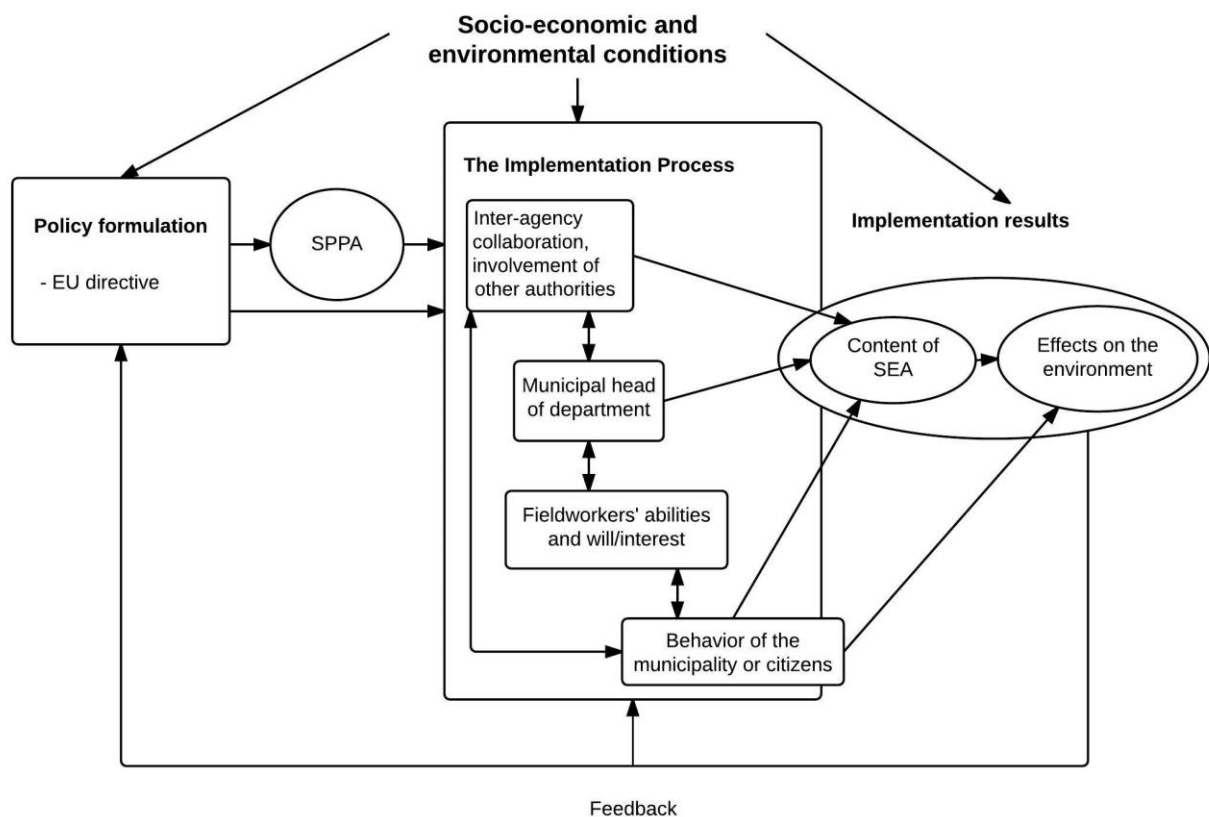 Socio-economic and
environmental conditions
The Implementation Process
Policy formulation
- EU directive
SPPA
Inter-agency
collaboration,
involvement of
other authorities
Implementation results
Municipal head
of department
Content of
SEA
Effects on the
environment
Fieldworkers' abilities
and will/interest
Behavior of the
municipality or citizens
Feedback